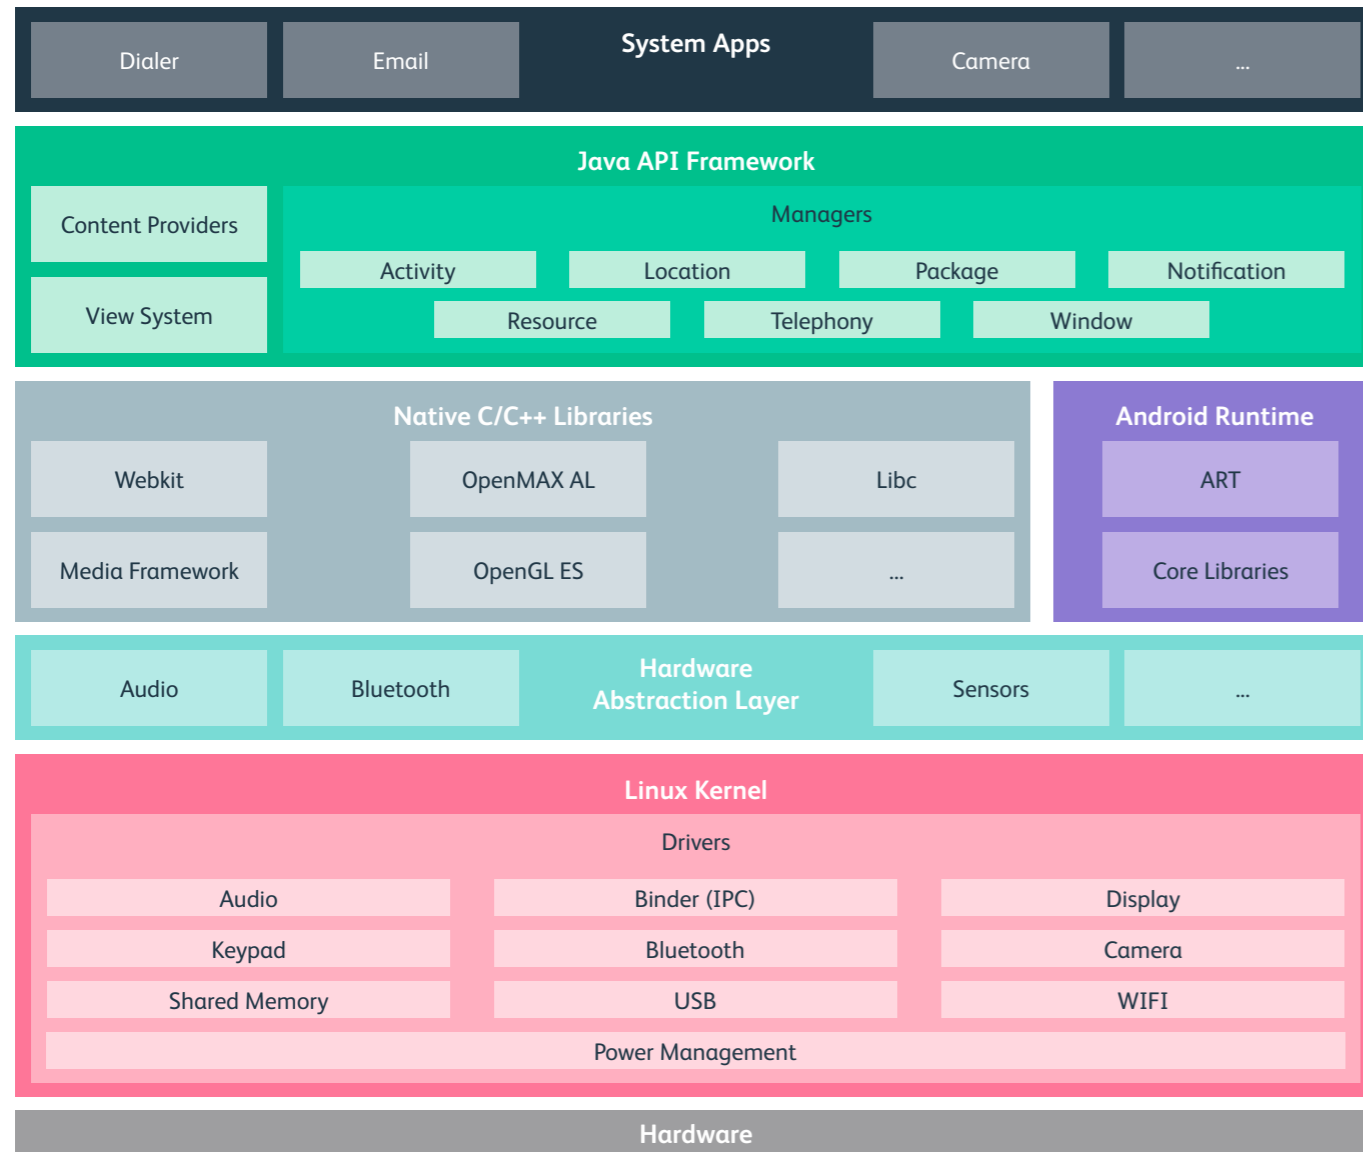 System Apps
Dialer
Email
Camera
...
Java API Framework
Content Providers
View System
Managers
Activity
Location
Package
Notification
Resource
Telephony
Window
Native C/C++ Libraries
Webkit
OpenMAX AL
Libc
Media Framework
OpenGL ES
...
Android Runtime
ART
Core Libraries
Hardware
Abstraction Layer
Audio
Bluetooth
Sensors
...
Linux Kernel
Drivers
Audio
Binder (IPC)
Display
Keypad
Bluetooth
Camera
Shared Memory
USB
WIFI
Power Management
Hardware